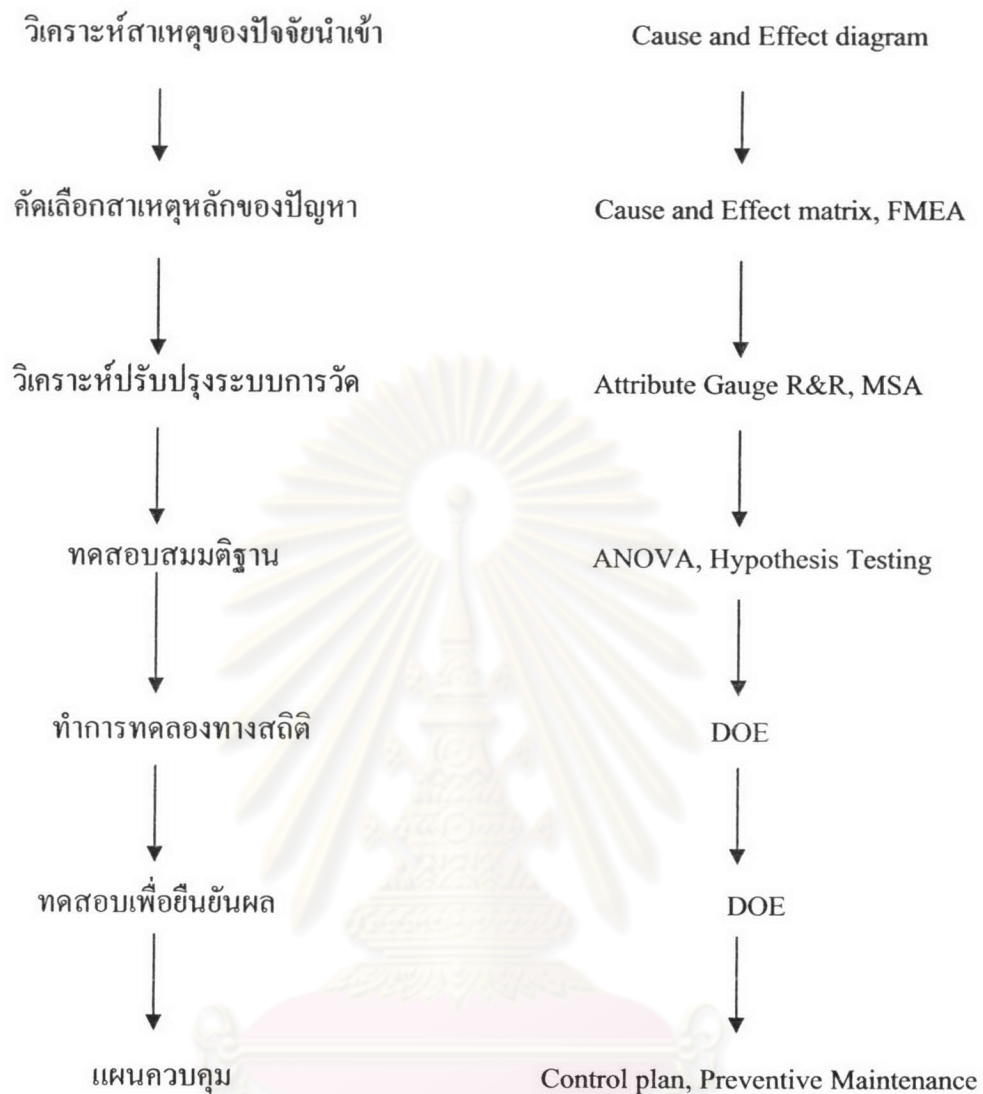 วิเคราะห์สาเหตุของปัจจัยนำเข้า Cause and Effect diagram
คัดเลือกสาเหตุหลักของปัญหา Cause and Effect matrix, FMEA
วิเคราะห์ปรับปรุงระบบการวัด Attribute Gauge R&R, MSA
ทดสอบสมมติฐาน ANOVA, Hypothesis Testing
ทำการทดลองทางสถิติ DOE
ทดสอบเพื่อยืนยันผล DOE
แผนควบคุม Control plan, Preventive Maintenance